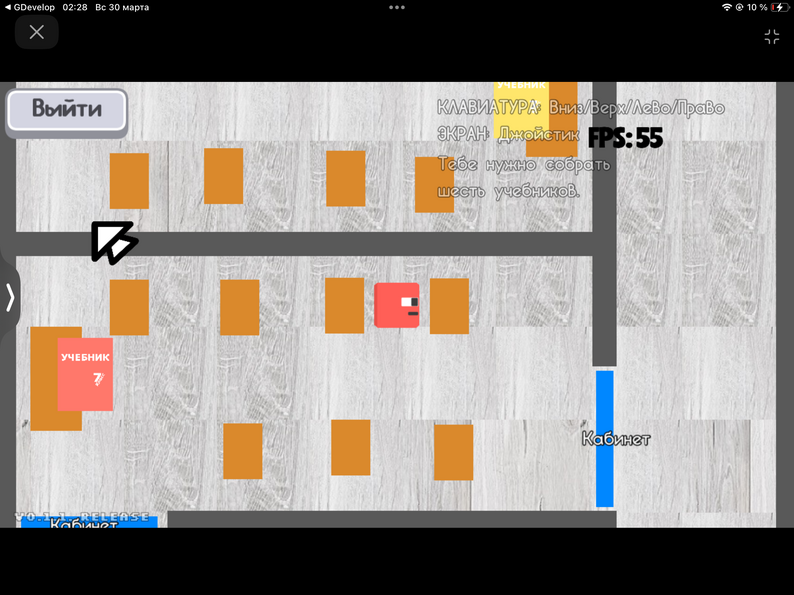 GDevelop 02:28 Вс 30 марта
10 %
Выйти
УЧЕБНИК
КЛАВИАТУРА: Вниз/Верх/Лево/Право
ЭКРАН: Джойстик
FPS: 55
Тебе нужно собрать
шесть учебников.
УЧЕБНИК
Кабинет
V0.1.1 RELEASE
Кабинет